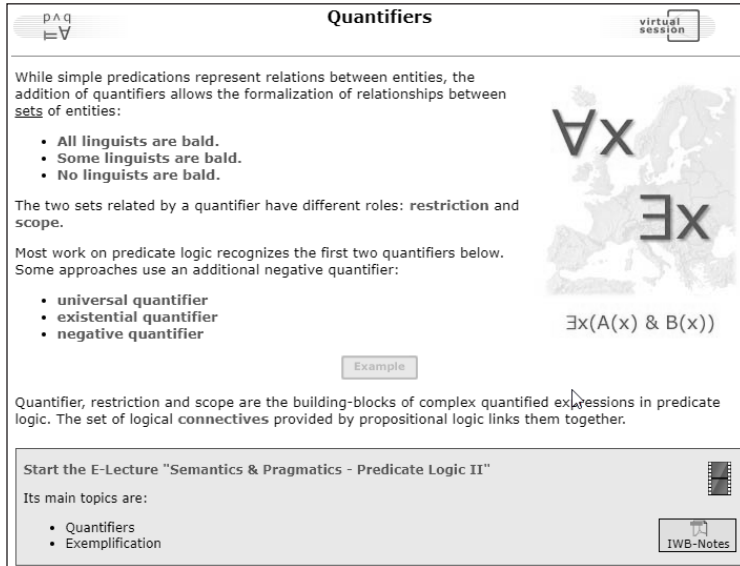 p∧q
⊨∀
Quantifiers
virtual
session
While simple predications represent relations between entities, the
addition of quantifiers allows the formalization of relationships between
sets of entities:
• All linguists are bald.
• Some linguists are bald.
• No linguists are bald.
The two sets related by a quantifier have different roles: restriction and
scope.
Most work on predicate logic recognizes the first two quantifiers below.
Some approaches use an additional negative quantifier:
• universal quantifier
• existential quantifier
• negative quantifier
∀x
∃x
∃x(A(x) & B(x))
Example
Quantifier, restriction and scope are the building-blocks of complex quantified expressions in predicate
logic. The set of logical connectives provided by propositional logic links them together.
Start the E-Lecture "Semantics & Pragmatics - Predicate Logic II"
Its main topics are:
• Quantifiers
• Exemplification
IWB-Notes